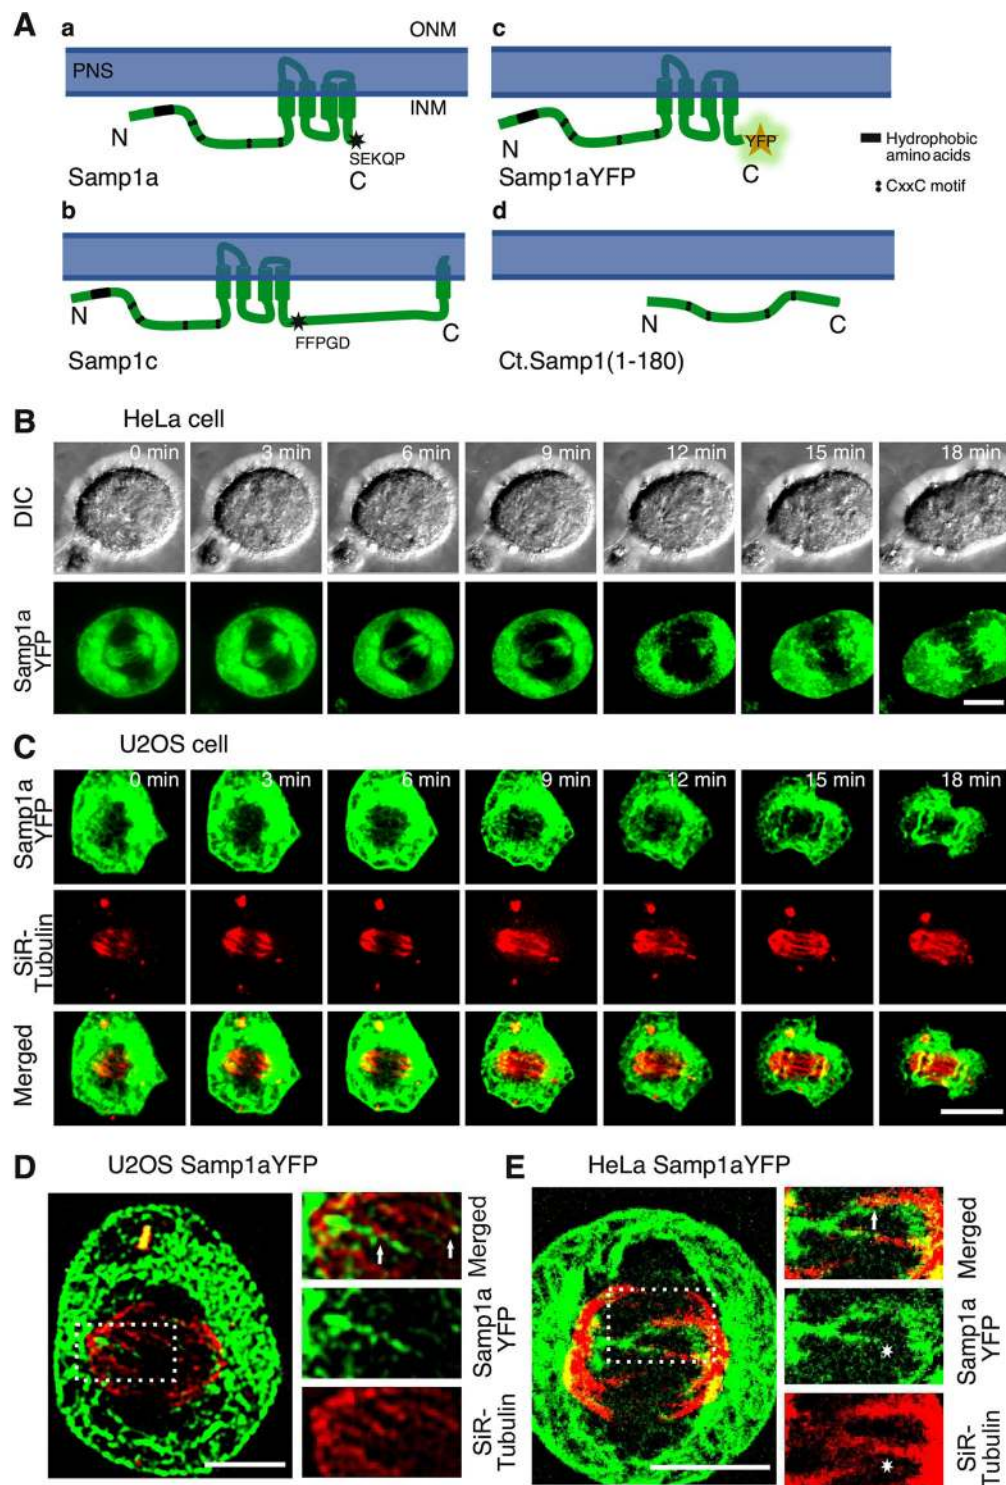 A
a
ONM
PNS
INM
N
SEKQP
C
Samp1a
b
N
FFPGD
C
Samp1c
c
N
YFP
C
Samp1aYFP
Hydrophobic
amino acids
CxxC motif
d
N
C
Ct.Samp1(1-180)
B
HeLa cell
DIC
0 min
3 min
6 min
9 min
12 min
15 min
18 min
Samp1a
YFP
C
U2OS cell
Samp1a
YFP
0 min
3 min
6 min
9 min
12 min
15 min
18 min
SiR-
Tubulin
Merged
D
U2OS Samp1aYFP
Merged
Samp1a
YFP
SiR-
Tubulin
E
HeLa Samp1aYFP
Merged
Samp1a
YFP
SiR-
Tubulin